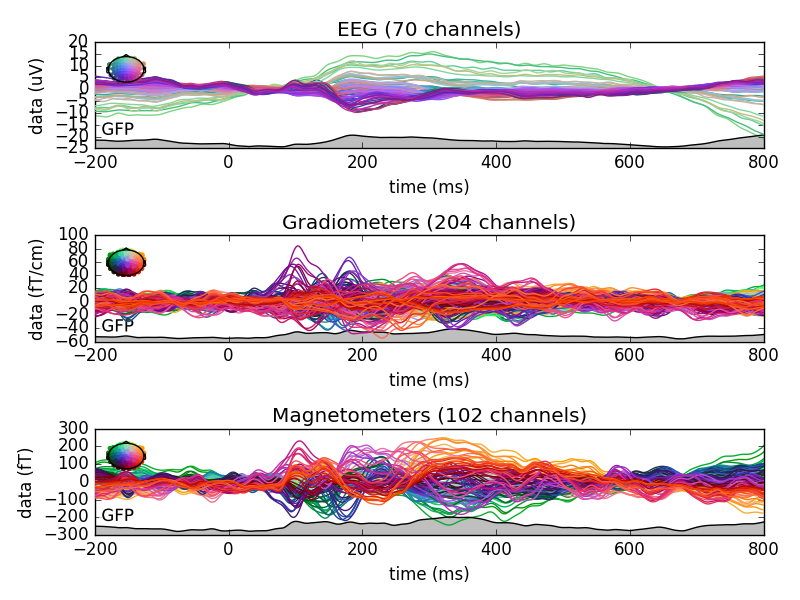 EEG (70 channels)
20
15
10
5
0
−5
−10
−15
−20
−25
data (uV)
GFP
−200 0 200 400 600 800
time (ms)
Gradiometers (204 channels)
100
80
60
40
20
0
−20
−40
−60
data (fT/cm)
GFP
−200 0 200 400 600 800
time (ms)
Magnetometers (102 channels)
300
200
100
0
−100
−200
−300
data (fT)
GFP
−200 0 200 400 600 800
time (ms)